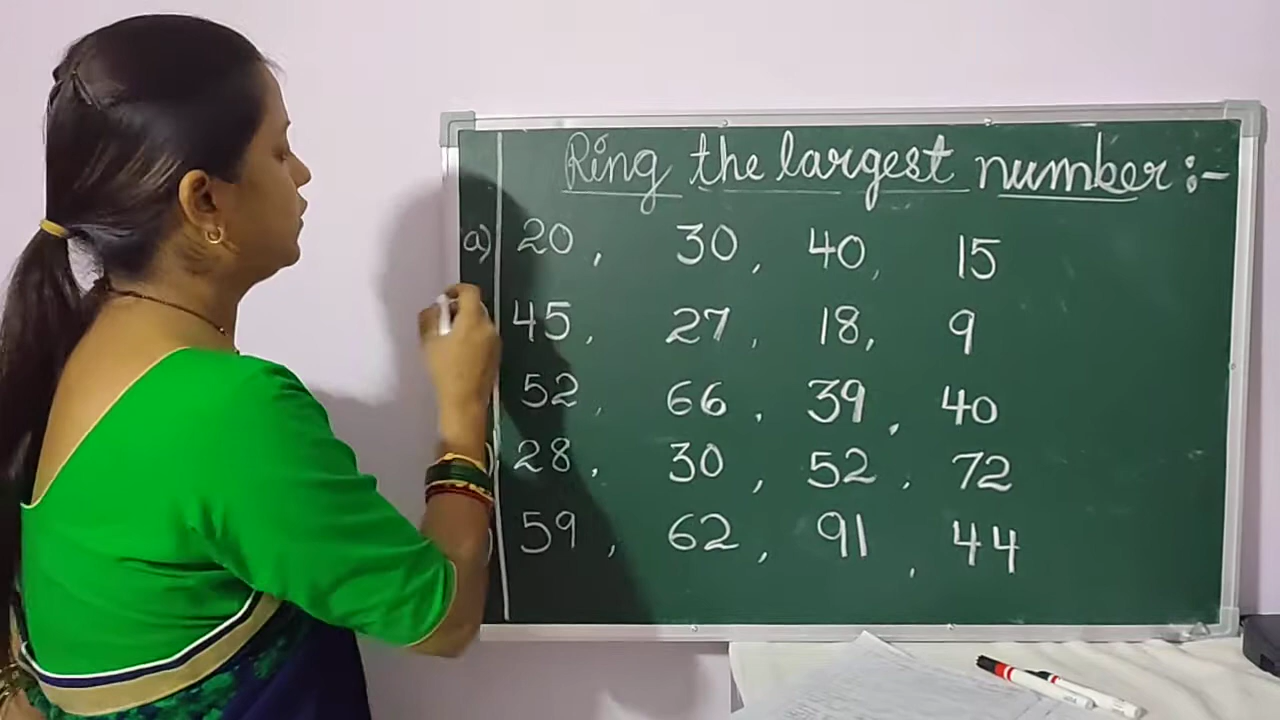 Ring the largest number :-
a) 20, 30, 40, 15
45, 27, 18, 9
52, 66, 39, 40
28, 30, 52, 72
59, 62, 91, 44